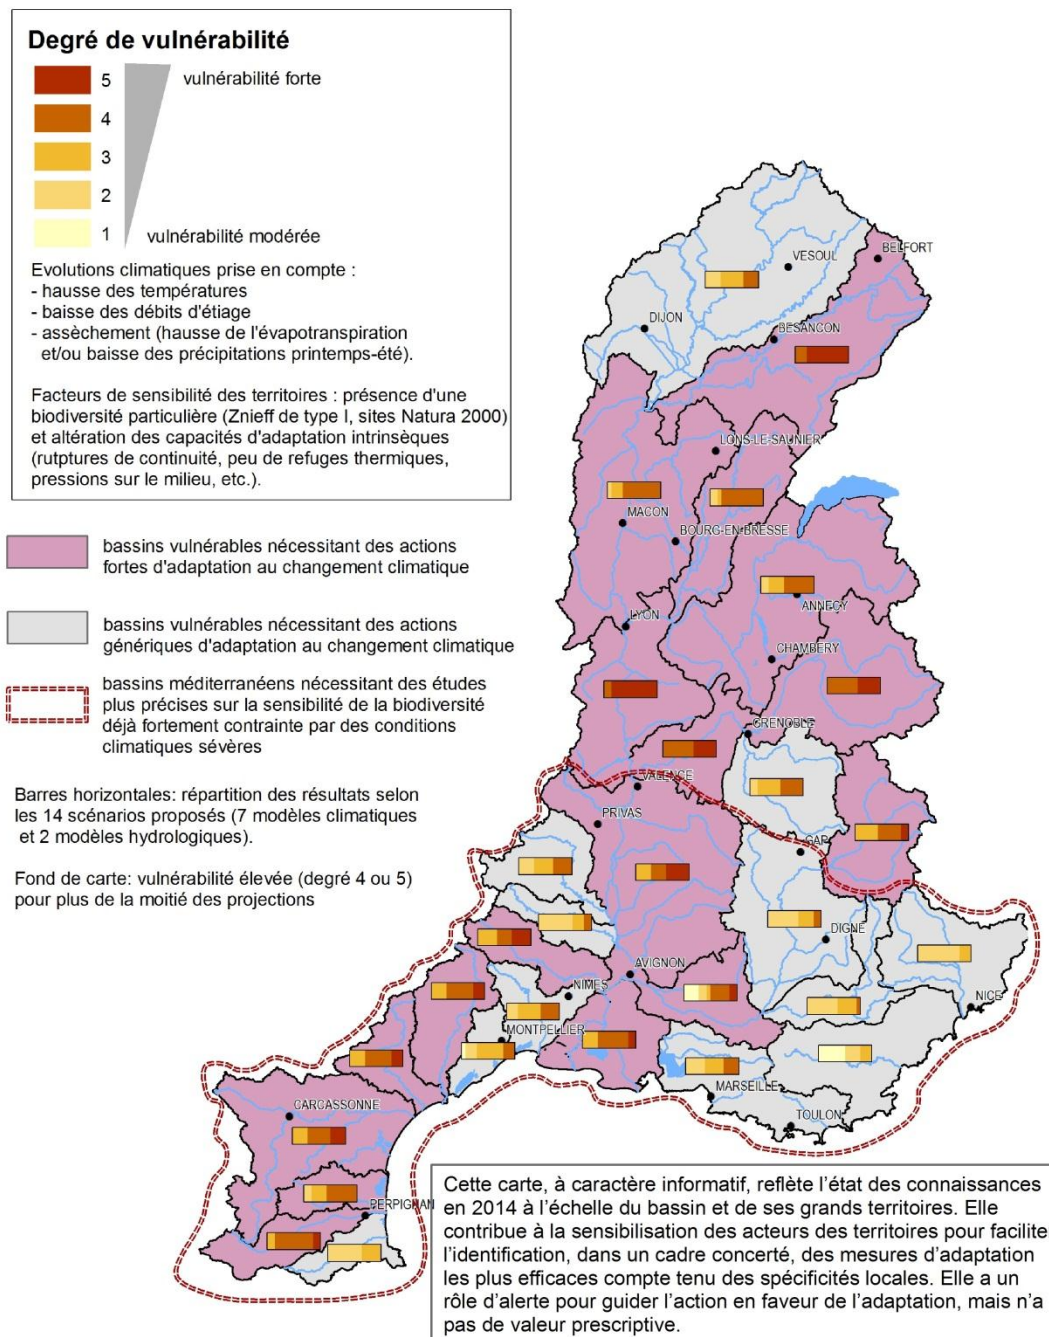 Degré de vulnérabilité
5
vulnérabilité forte
4
3
2
1
vulnérabilité modérée
Evolutions climatiques prise en compte :
- hausse des températures
- baisse des débits d'étiage
- assèchement (hausse de l'évapotranspiration
et/ou baisse des précipitations printemps-été).
Facteurs de sensibilité des territoires : présence d'une
biodiversité particulière (Znieff de type I, sites Natura 2000)
et altération des capacités d'adaptation intrinsèques
(rutptures de continuité, peu de refuges thermiques,
pressions sur le milieu, etc.).
bassins vulnérables nécessitant des actions
fortes d'adaptation au changement climatique
bassins vulnérables nécessitant des actions
génériques d'adaptation au changement climatique
bassins méditerranéens nécessitant des études
plus précises sur la sensibilité de la biodiversité
déjà fortement contrainte par des conditions
climatiques sévères
Barres horizontales: répartition des résultats selon
les 14 scénarios proposés (7 modèles climatiques
et 2 modèles hydrologiques).
Fond de carte: vulnérabilité élevée (degré 4 ou 5)
pour plus de la moitié des projections
BELFORT
VESOUL
DIJON
BESANCON
LONS-LE-SAUNIER
MACON
BOURG-EN-BRESSE
ANNECY
LYON
CHAMBERY
GRENOBLE
VALENCE
PRIVAS
GAP
DIGNE
AVIGNON
NIMES
NICE
MONTPELLIER
MARSEILLE
CARCASSONNE
TOULON
PERPIGNAN
Cette carte, à caractère informatif, reflète l'état des connaissances
en 2014 à l'échelle du bassin et de ses grands territoires. Elle
contribue à la sensibilisation des acteurs des territoires pour facilite
l'identification, dans un cadre concerté, des mesures d'adaptation
les plus efficaces compte tenu des spécificités locales. Elle a un
rôle d'alerte pour guider l'action en faveur de l'adaptation, mais n'a
pas de valeur prescriptive.